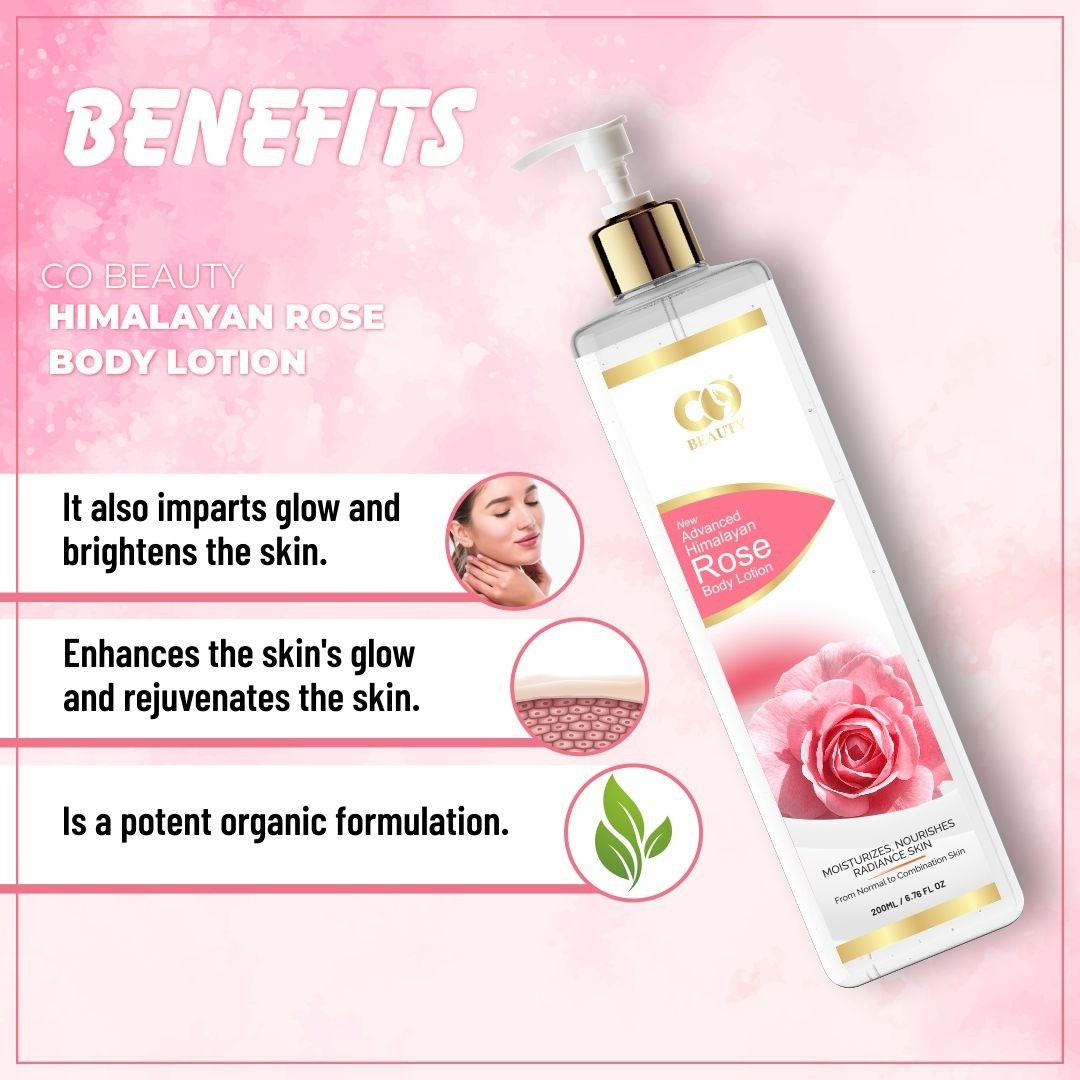 BENEFITS
CO BEAUTY
HIMALAYAN ROSE
BODY LOTION
It also imparts glow and
brightens the skin.
Enhances the skin's glow
and rejuvenates the skin.
Is a potent organic formulation.
CO®
BEAUTY
New
Advanced
Himalayan
Rose
Body Lotion
MOISTURIZES, NOURISHES
RADIANCE SKIN
From Normal to Combination Skin
200ML / 6.76 FL OZ